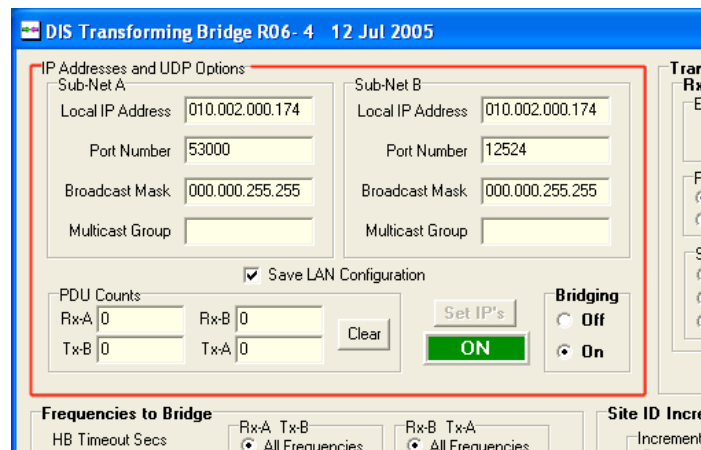 DIS Transforming Bridge R06- 4 12 Jul 2005
IP Addresses and UDP Options
Sub-Net A
Local IP Address 010.002.000.174
Port Number 53000
Broadcast Mask 000.000.255.255
Multicast Group
Sub-Net B
Local IP Address 010.002.000.174
Port Number 12524
Broadcast Mask 000.000.255.255
Multicast Group
Save LAN Configuration
PDU Counts
Rx-A 0 Rx-B 0
Tx-B 0 Tx-A 0
Clear
Set IP's
ON
Bridging
Off
On
Frequencies to Bridge
HB Timeout Secs
Rx-A Tx-B
All Frequencies
Rx-B Tx-A
All Frequencies
Site ID Incre
Increment
Tran
Rx